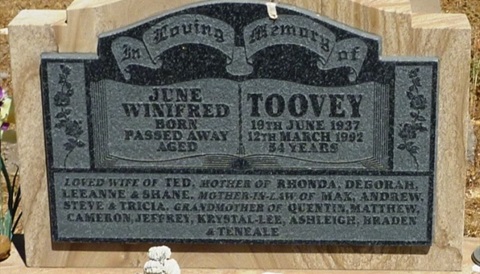 In Loving Memory of
JUNE
WINIFRED
TOOVEY
BORN 19TH JUNE 1937
PASSED AWAY 12TH MARCH 1992
AGED 54 YEARS
LOVED WIFE OF TED, MOTHER OF RHONDA, DEBORAH,
LEEANNE & SHANE. MOTHER-IN-LAW OF MAX, ANDREW,
STEVE & TRICIA. GRANDMOTHER OF QUENTIN, MATTHEW,
CAMERON, JEFFREY, KRYSTAL-LEE, ASHLEIGH, BRADEN
& TENEALE